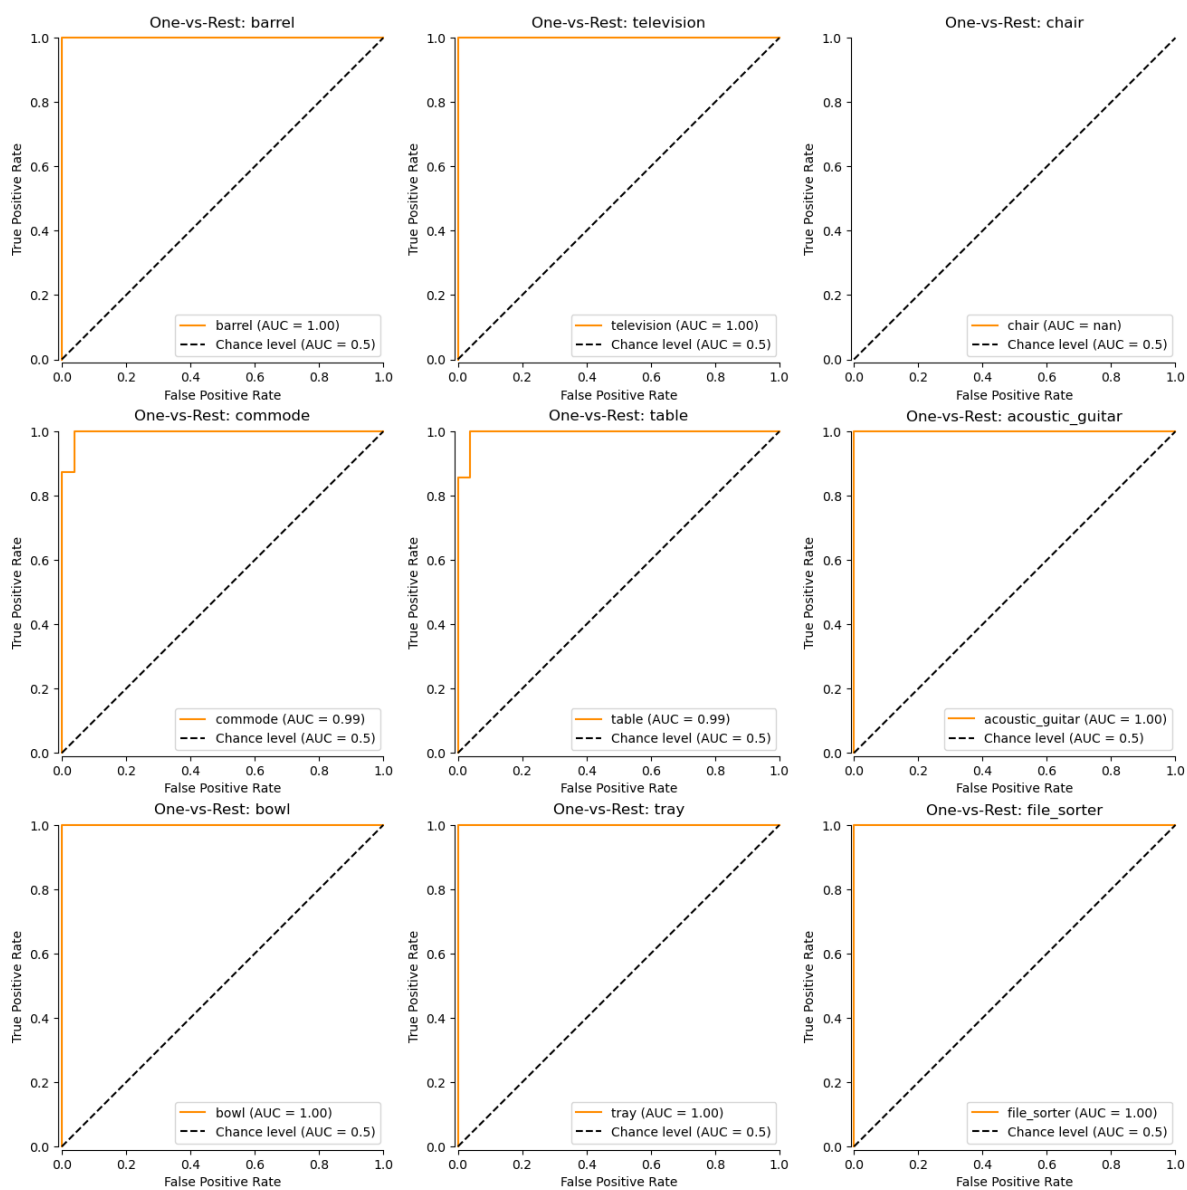 One-vs-Rest: barrel
True Positive Rate
1.0
0.8
0.6
0.4
0.2
0.0
barrel (AUC = 1.00)
Chance level (AUC = 0.5)
0.0 0.2 0.4 0.6 0.8 1.0
False Positive Rate
One-vs-Rest: television
True Positive Rate
1.0
0.8
0.6
0.4
0.2
0.0
television (AUC = 1.00)
Chance level (AUC = 0.5)
0.0 0.2 0.4 0.6 0.8 1.0
False Positive Rate
One-vs-Rest: chair
True Positive Rate
1.0
0.8
0.6
0.4
0.2
0.0
chair (AUC = nan)
Chance level (AUC = 0.5)
0.0 0.2 0.4 0.6 0.8 1.0
False Positive Rate
One-vs-Rest: commode
True Positive Rate
1.0
0.8
0.6
0.4
0.2
0.0
commode (AUC = 0.99)
Chance level (AUC = 0.5)
0.0 0.2 0.4 0.6 0.8 1.0
False Positive Rate
One-vs-Rest: table
True Positive Rate
1.0
0.8
0.6
0.4
0.2
0.0
table (AUC = 0.99)
Chance level (AUC = 0.5)
0.0 0.2 0.4 0.6 0.8 1.0
False Positive Rate
One-vs-Rest: acoustic_guitar
True Positive Rate
1.0
0.8
0.6
0.4
0.2
0.0
acoustic_guitar (AUC = 1.00)
Chance level (AUC = 0.5)
0.0 0.2 0.4 0.6 0.8 1.0
False Positive Rate
One-vs-Rest: bowl
True Positive Rate
1.0
0.8
0.6
0.4
0.2
0.0
bowl (AUC = 1.00)
Chance level (AUC = 0.5)
0.0 0.2 0.4 0.6 0.8 1.0
False Positive Rate
One-vs-Rest: tray
True Positive Rate
1.0
0.8
0.6
0.4
0.2
0.0
tray (AUC = 1.00)
Chance level (AUC = 0.5)
0.0 0.2 0.4 0.6 0.8 1.0
False Positive Rate
One-vs-Rest: file_sorter
True Positive Rate
1.0
0.8
0.6
0.4
0.2
0.0
file_sorter (AUC = 1.00)
Chance level (AUC = 0.5)
0.0 0.2 0.4 0.6 0.8 1.0
False Positive Rate